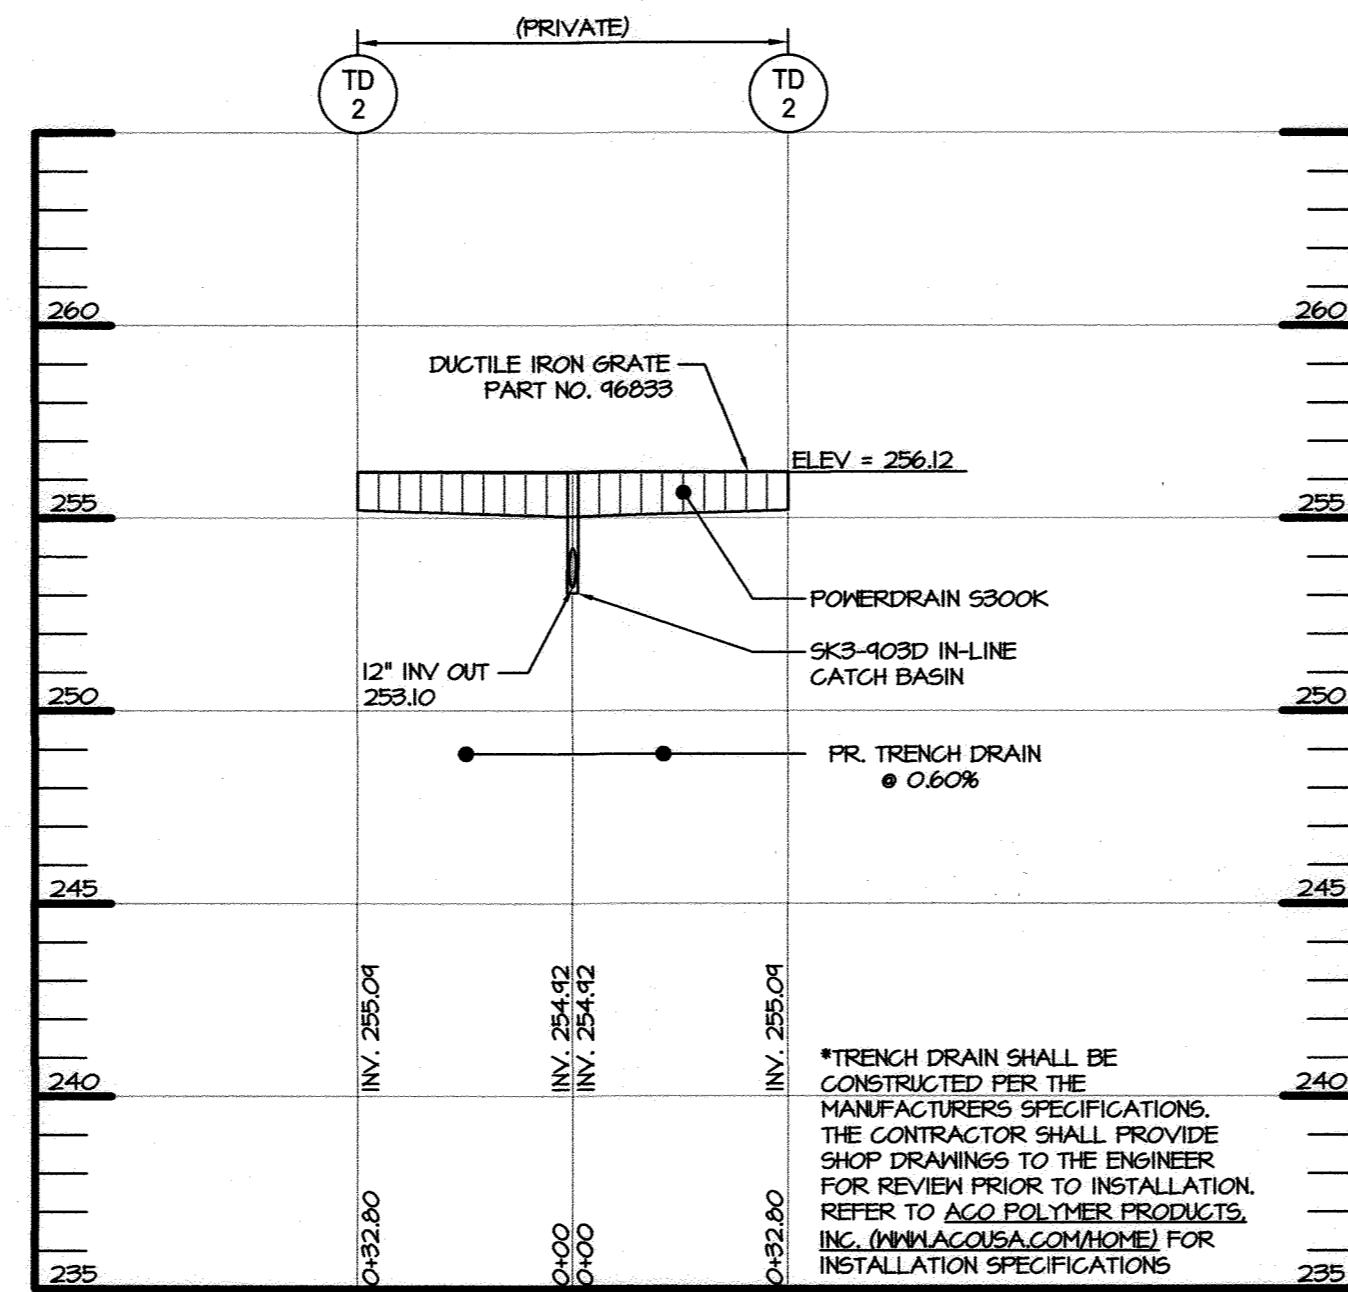 (PRIVATE)
TD
2
TD
2
260
260
DUCTILE IRON GRATE
PART NO. 96833
ELEV = 256.12
255
255
POWERDRAIN S300K
SK3-903D IN-LINE
CATCH BASIN
12" INV OUT
253.10
250
250
PR. TRENCH DRAIN
@ 0.60%
245
245
INV. 255.09
INV. 254.92
INV. 254.92
INV. 255.09
240
240
*TRENCH DRAIN SHALL BE
CONSTRUCTED PER THE
MANUFACTURERS SPECIFICATIONS.
THE CONTRACTOR SHALL PROVIDE
SHOP DRAWINGS TO THE ENGINEER
FOR REVIEW PRIOR TO INSTALLATION.
REFER TO ACO POLYMER PRODUCTS,
INC. (WWW.ACOUSA.COM/HOME) FOR
INSTALLATION SPECIFICATIONS
0+32.80
0+00
0+00
0+32.80
235
235